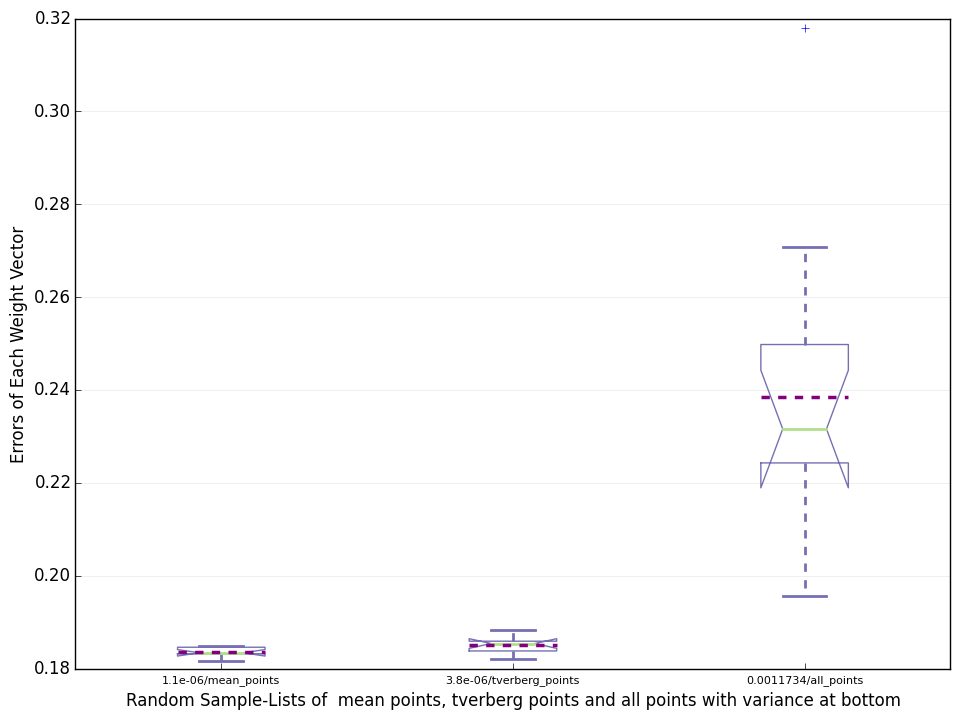 0.32
0.30
0.28
0.26
0.24
0.22
0.20
0.18
Errors of Each Weight Vector
1.1e-06/mean_points
3.8e-06/tverberg_points
0.0011734/all_points
Random Sample-Lists of  mean points, tverberg points and all points with variance at bottom